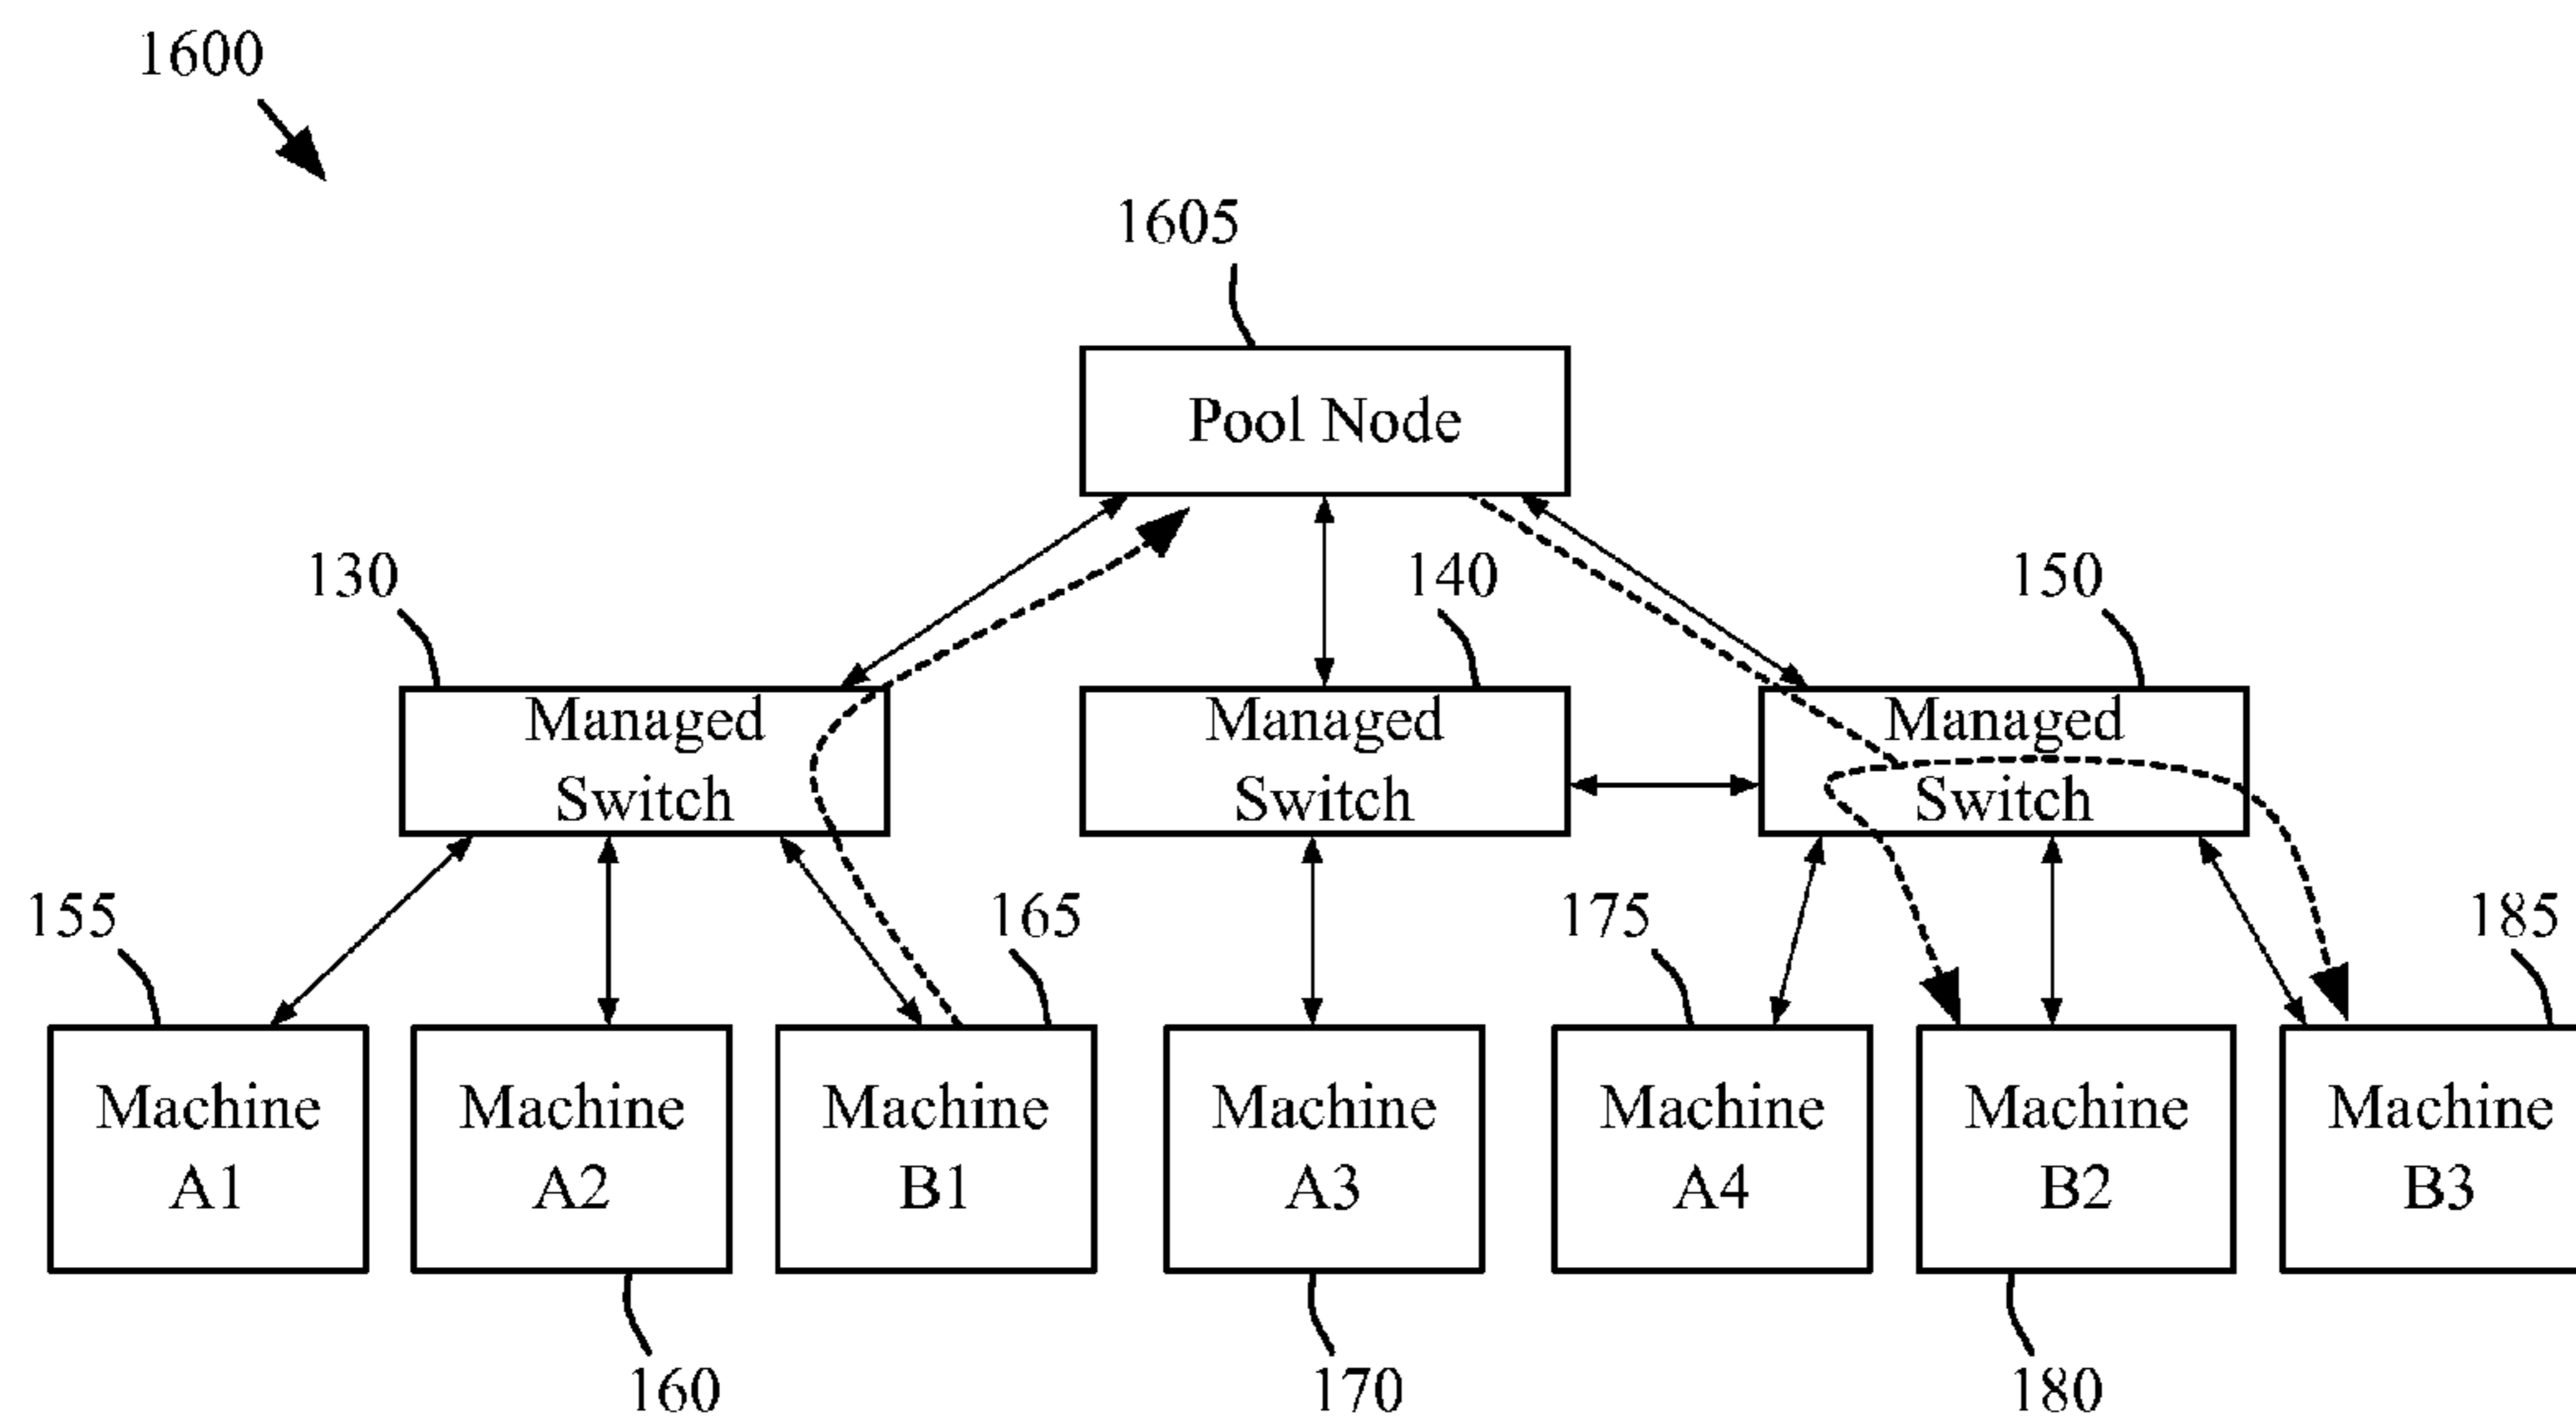 1600
1605
Pool Node
130
140
150
Managed
Switch
Managed
Switch
Managed
Switch
155
165
175
185
Machine
A1
Machine
A2
Machine
B1
Machine
A3
Machine
A4
Machine
B2
Machine
B3
160
170
180